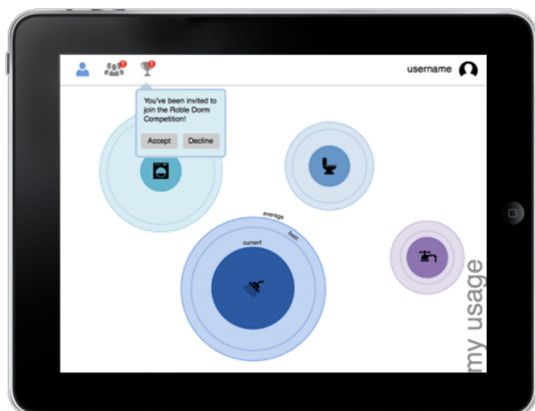 username
You've been invited to
join the Roble Dorm
Competition!
Accept Decline
average
best
current
my usage